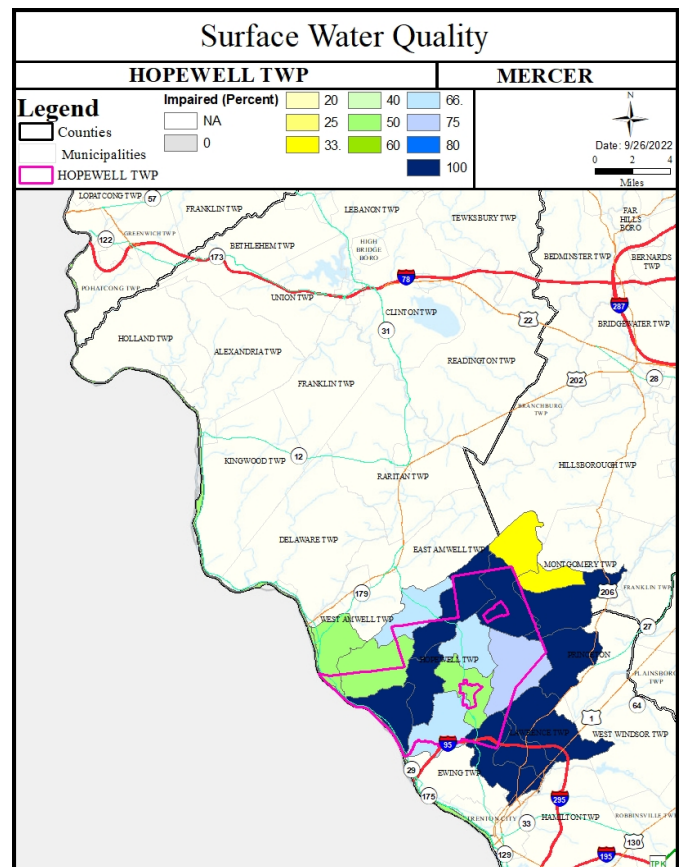 Surface Water Quality
HOPEWELL TWP
MERCER
Legend
Counties
Municipalities
HOPEWELL TWP
Impaired (Percent)
NA
0
20
25
33.
40
50
60
66.
75
80
100
N
Date: 9/26/2022
0 2 4
Miles
LOPATCONG TWP
57
FRANKLIN TWP
LEBANON TWP
TEWKSBURY TWP
FAR
HILLS
BORO
122
GREENWICH TWP
BETHLEHEM TWP
HIGH
BRIDGE
BORO
BEDMINSTER TWP
BERNARDS
TWP
173
POHATCONG TWP
78
UNION TWP
CLINTON TWP
287
BRIDGEWATER TWP
22
31
HOLLAND TWP
ALEXANDRIA TWP
READINGTON TWP
FRANKLIN TWP
202
28
BRANCHBURG
TWP
12
KINGWOOD TWP
HILLSBOROUGH TWP
RARITAN TWP
DELAWARE TWP
EAST AMWELL TWP
MONTGOMERY TWP
179
206
FRANKLIN TWP
WEST AMWELL TWP
27
HOPEWELL TWP
PRINCETON
PLAINSBORO
TWP
64
1
LAWRENCE TWP
WEST WINDSOR TWP
95
29
EWING TWP
175
295
TRENTON CITY
33
HAMILTON TWP
ROBBINSVILLE TWP
130
129
195
TPK